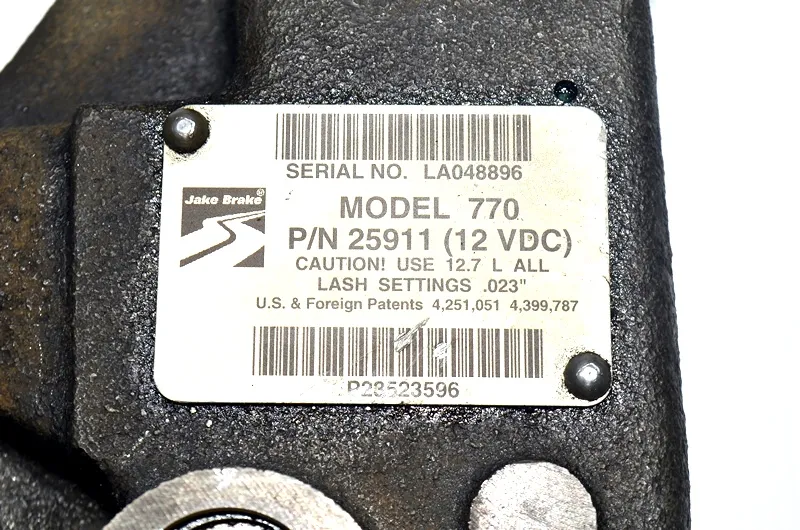 SERIAL NO. LA048896
Jake Brake®
MODEL 770
P/N 25911 (12 VDC)
CAUTION! USE 12.7 L ALL
LASH SETTINGS .023"
U.S. & Foreign Patents 4,251,051 4,399,787
P23523596